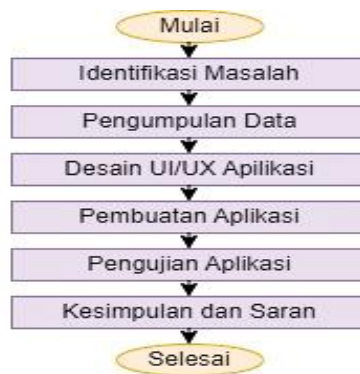 Mulai
Identifikasi Masalah
Pengumpulan Data
Desain UI/UX Apilikasi
Pembuatan Aplikasi
Pengujian Aplikasi
Kesimpulan dan Saran
Selesai